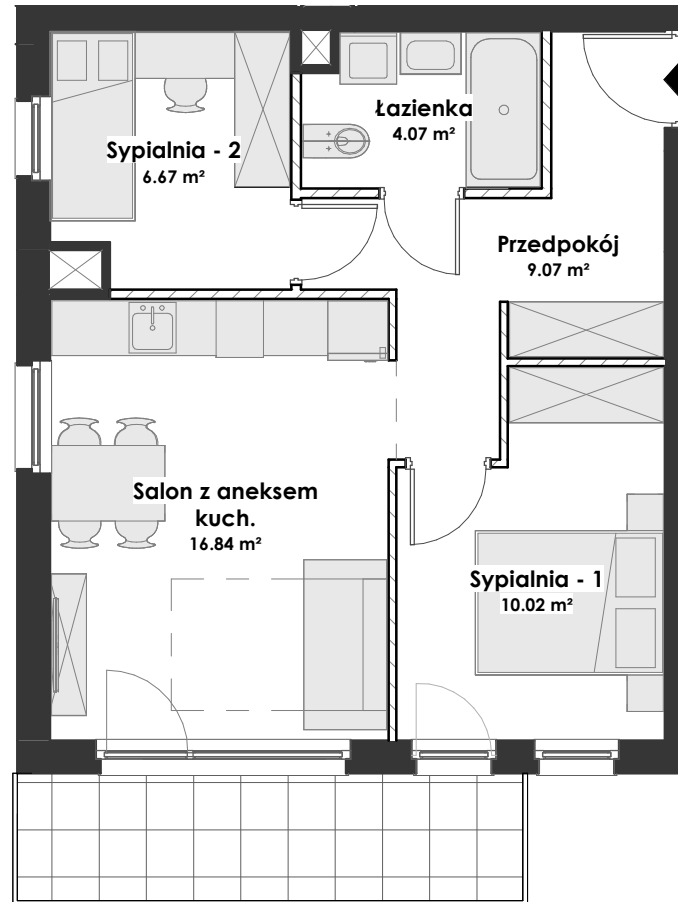 Łazienka
4.07 m²
Sypialnia - 2
6.67 m²
Przedpokój
9.07 m²
Salon z aneksem
kuch.
16.84 m²
Sypialnia - 1
10.02 m²